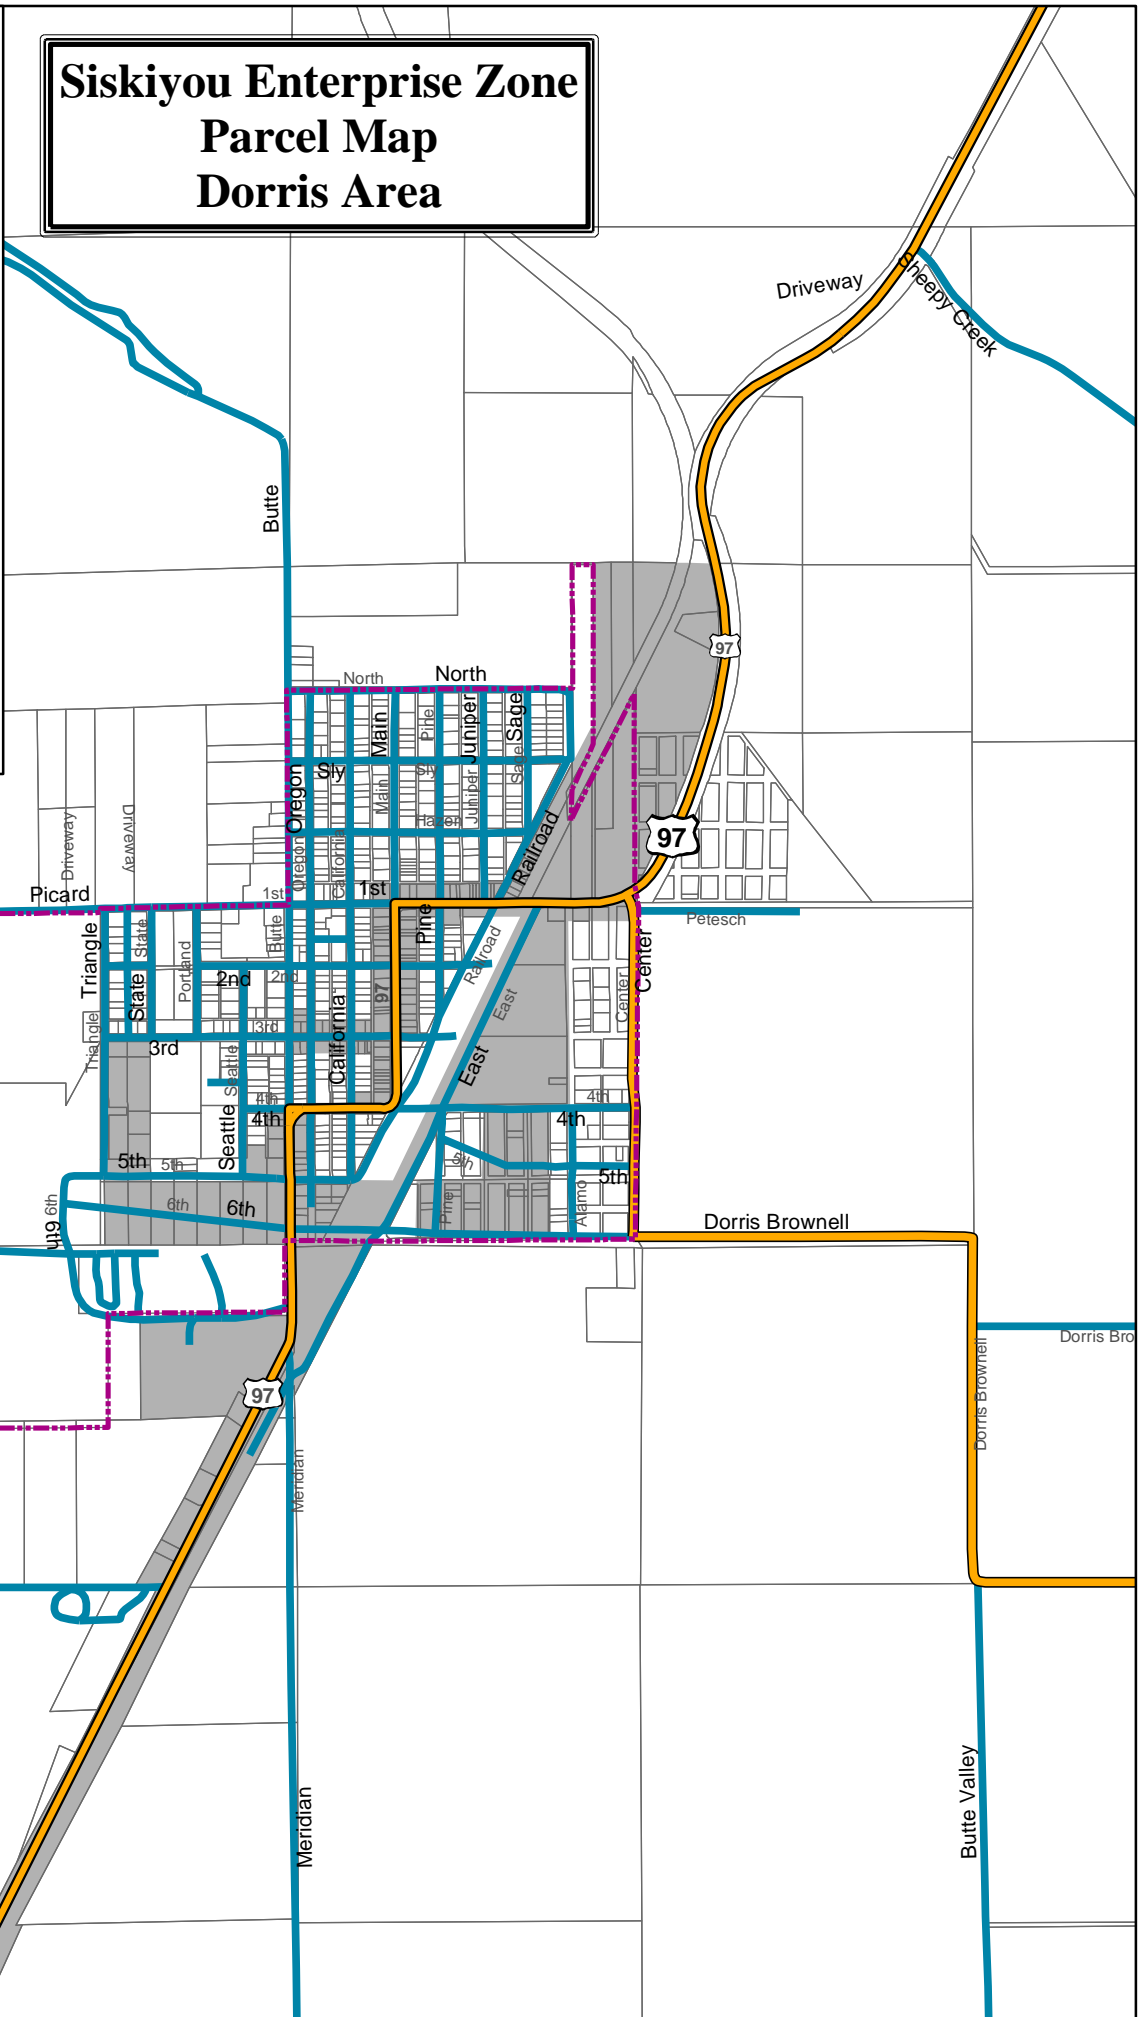 Siskiyou Enterprise Zone
Parcel Map
Dorris Area
Driveway
Sheepy Creek
Butte
97
North
North
Main
Pine
Juniper
Sage
Sly
Sly
Sage
Main
Juniper
Oregon
Hazen
Driveway
Driveway
Oregon
California
Railroad
97
Picard
1st
1st
Pine
Petesch
Triangle
State
Portland
Butte
Railroad
Center
2nd
2nd
State
97
East
Center
California
Triangle
3rd
3rd
Seattle
East
4th
4th
4th
4th
Seattle
5th
5th
5th
5th
6th
6th
6th
6th
Pine
Alamo
Dorris Brownell
Dorris Bro
Dorris Brownell
97
Meridian
Meridian
Butte Valley